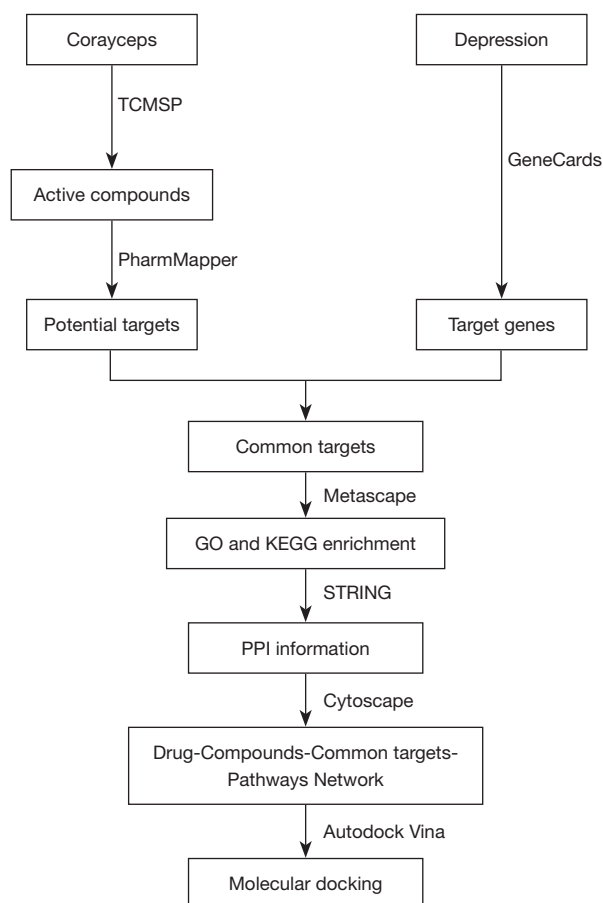 Corayceps
Depression
TCMSP
GeneCards
Active compounds
PharmMapper
Potential targets
Target genes
Common targets
Metascape
GO and KEGG enrichment
STRING
PPI information
Cytoscape
Drug-Compounds-Common targets-
Pathways Network
Autodock Vina
Molecular docking